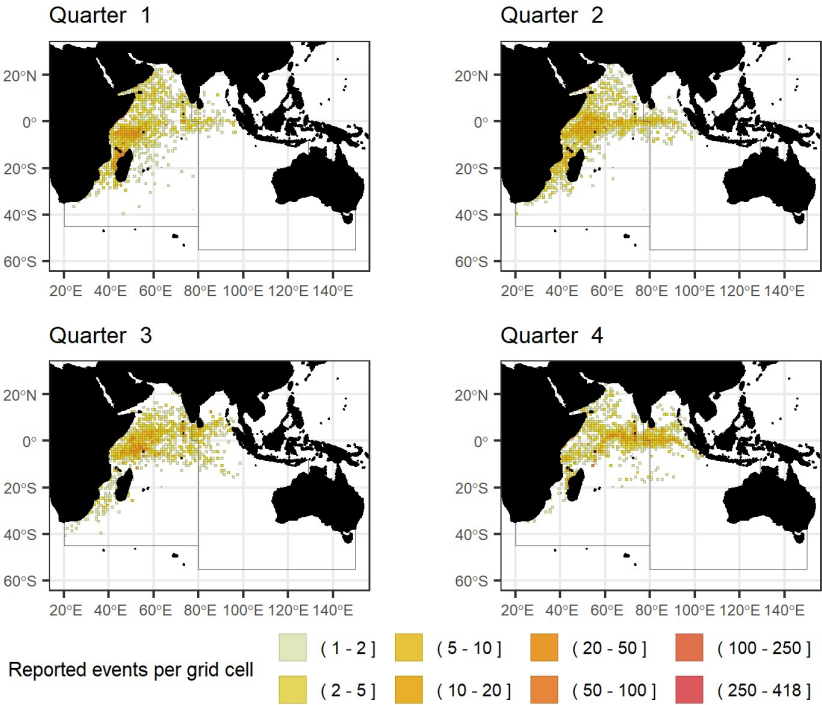 Quarter 1
Quarter 2
20°N
0°
20°S
40°S
60°S
20°N
0°
20°S
40°S
60°S
20°E 40°E 60°E 80°E 100°E 120°E 140°E
20°E 40°E 60°E 80°E 100°E 120°E 140°E
Quarter 3
Quarter 4
20°N
0°
20°S
40°S
60°S
20°N
0°
20°S
40°S
60°S
20°E 40°E 60°E 80°E 100°E 120°E 140°E
20°E 40°E 60°E 80°E 100°E 120°E 140°E
Reported events per grid cell
( 1 - 2 ] ( 5 - 10 ] ( 20 - 50 ] ( 100 - 250 ]
( 2 - 5 ] ( 10 - 20 ] ( 50 - 100 ] ( 250 - 418 ]